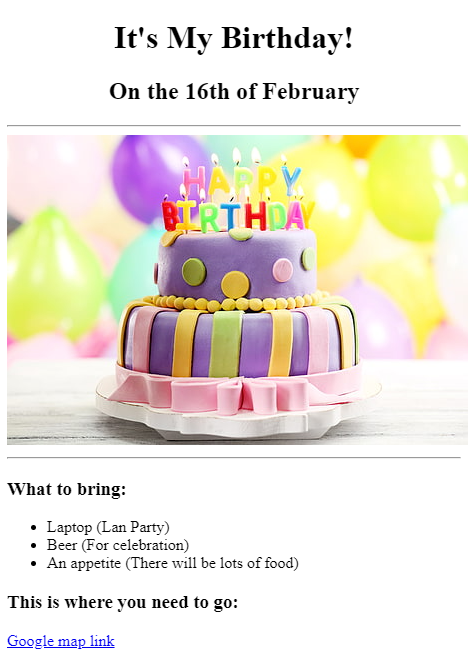 It's My Birthday!
On the 16th of February
HAPPY
BIRTHDAY
What to bring:
Laptop (Lan Party)
Beer (For celebration)
An appetite (There will be lots of food)
This is where you need to go:
Google map link